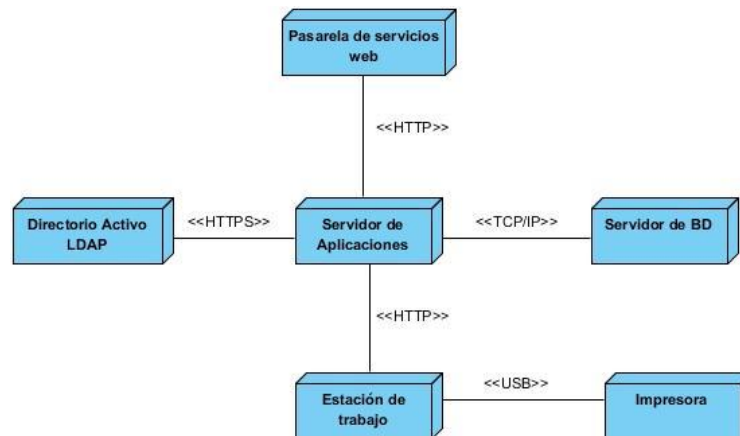 Pasarela de servicios
web
<<HTTP>>
Directorio Activo
LDAP
<<HTTPS>>
Servidor de
Aplicaciones
<<TCP/IP>>
Servidor de BD
<<HTTP>>
Estación de
trabajo
<<USB>>
Impresora